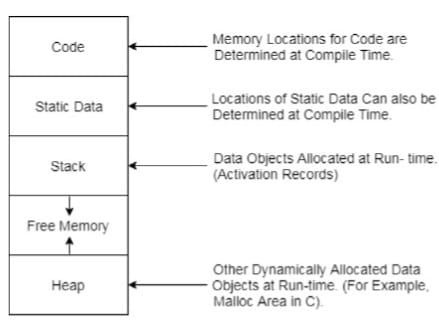 Code
Memory Locations for Code are
Determined at Compile Time.
Static Data
Locations of Static Data Can also be
Determined at Compile Time.
Stack
Data Objects Allocated at Run- time.
(Activation Records)
Free Memory
Heap
Other Dynamically Allocated Data
Objects at Run-time. (For Example,
Malloc Area in C).